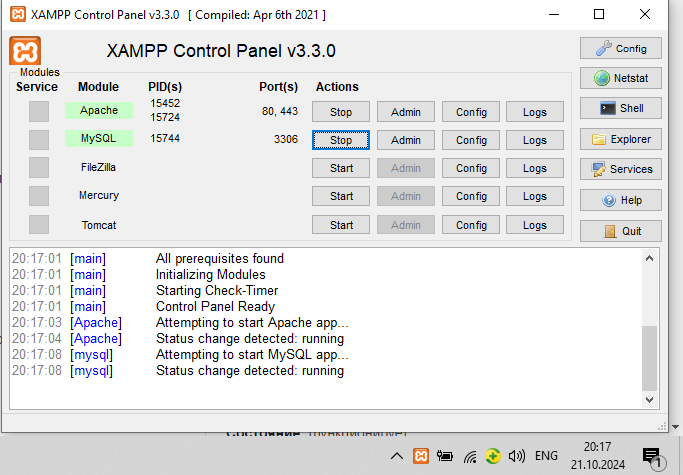 XAMPP Control Panel v3.3.0 [ Compiled: Apr 6th 2021 ]
XAMPP Control Panel v3.3.0
Config
Modules
Service Module PID(s) Port(s) Actions
Netstat
Apache 15452 15724 80, 443 Stop Admin Config Logs
Shell
MySQL 15744 3306 Stop Admin Config Logs
Explorer
FileZilla Start Admin Config Logs
Services
Mercury Start Admin Config Logs
Help
Tomcat Start Admin Config Logs
Quit
20:17:01 [main] All prerequisites found
20:17:01 [main] Initializing Modules
20:17:01 [main] Starting Check-Timer
20:17:01 [main] Control Panel Ready
20:17:03 [Apache] Attempting to start Apache app...
20:17:04 [Apache] Status change detected: running
20:17:08 [mysql] Attempting to start MySQL app...
20:17:08 [mysql] Status change detected: running
ENG
20:17
21.10.2024
1